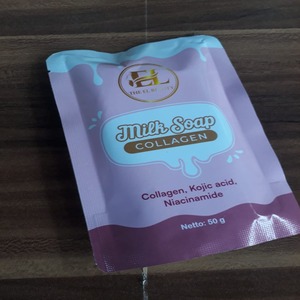 Milk Soap
COLLAGEN
Collagen, Kojic acid,
Niacinamide
Netto: 50 g